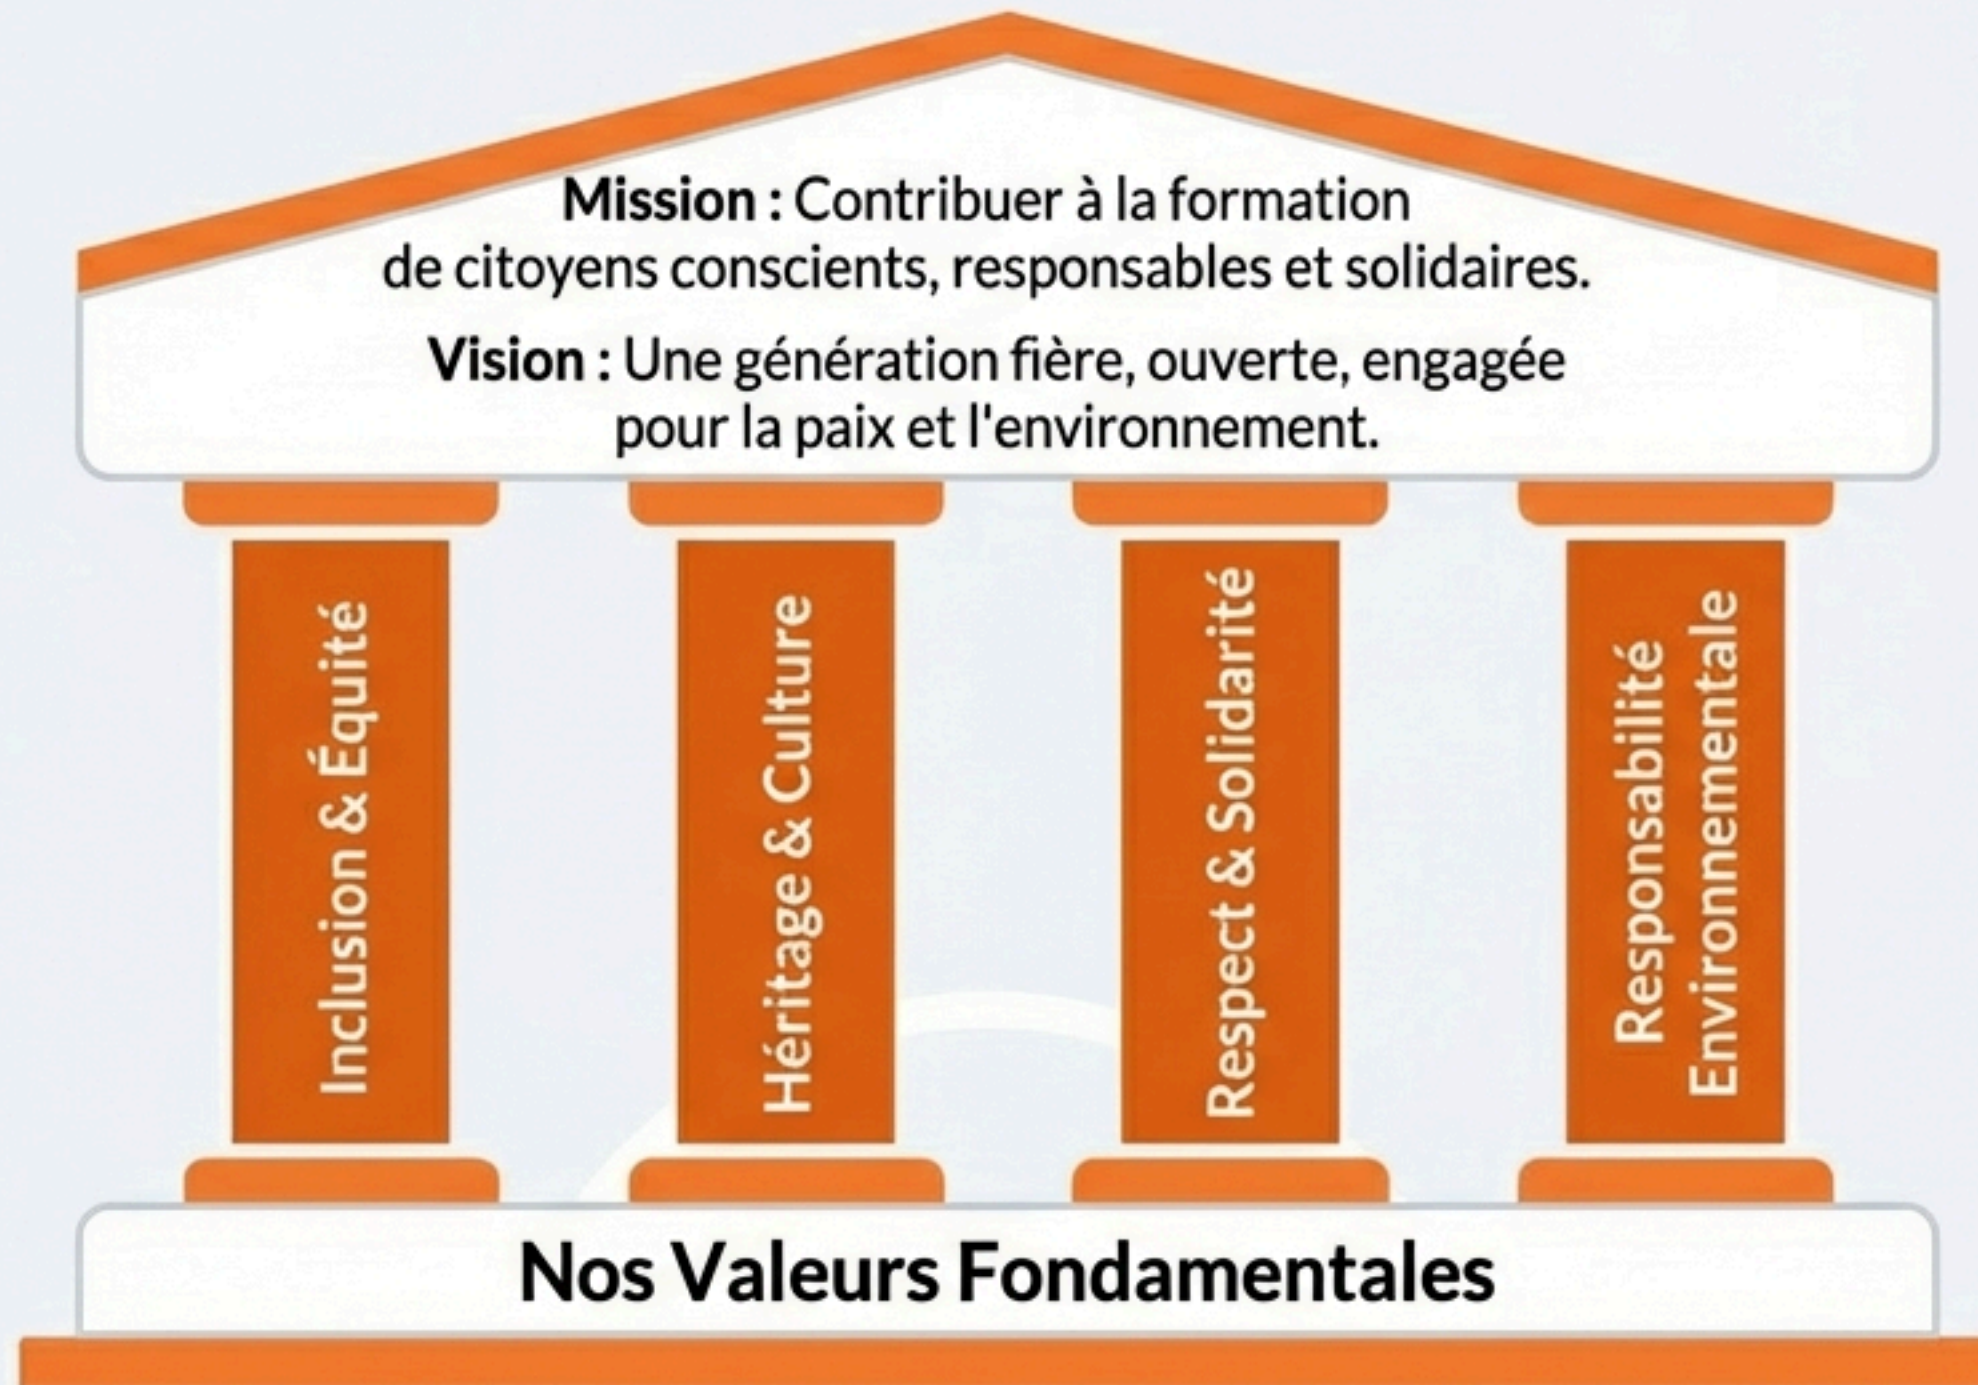 Mission : Contribuer à la formation
de citoyens conscients, responsables et solidaires.
Vision : Une génération fière, ouverte, engagée
pour la paix et l'environnement.
Inclusion & Équité
Héritage & Culture
Respect & Solidarité
Responsabilité
Environnementale
Nos Valeurs Fondamentales